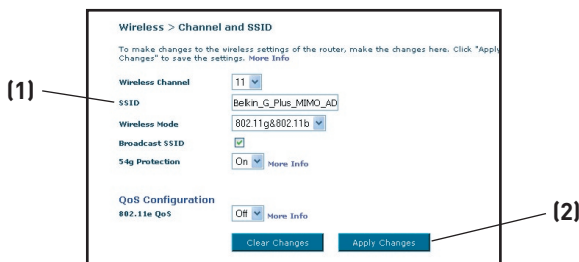 Wireless > Channel and SSID
To make changes to the wireless settings of the router, make the changes here. Click "Apply
Changes" to save the settings. More Info
Wireless Channel 11
(1)
SSID Belkin_G_Plus_MIMO_AD
Wireless Mode 802.11g&802.11b
Broadcast SSID
54g Protection On More Info
QoS Configuration
802.11e QoS Off More Info
(2)
Clear Changes Apply Changes